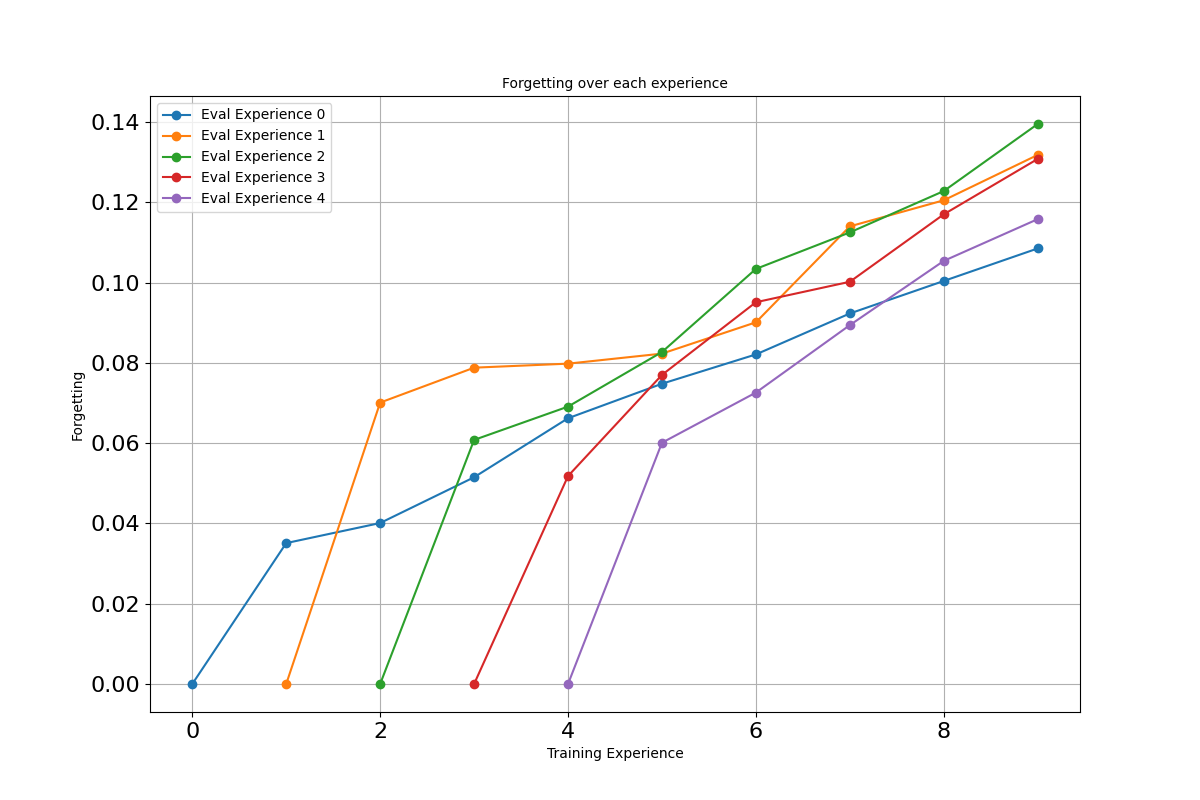 Forgetting over each experience
Eval Experience 0
Eval Experience 1
Eval Experience 2
Eval Experience 3
Eval Experience 4
0.14
0.12
0.10
0.08
0.06
0.04
0.02
0.00
Forgetting
0 2 4 6 8
Training Experience